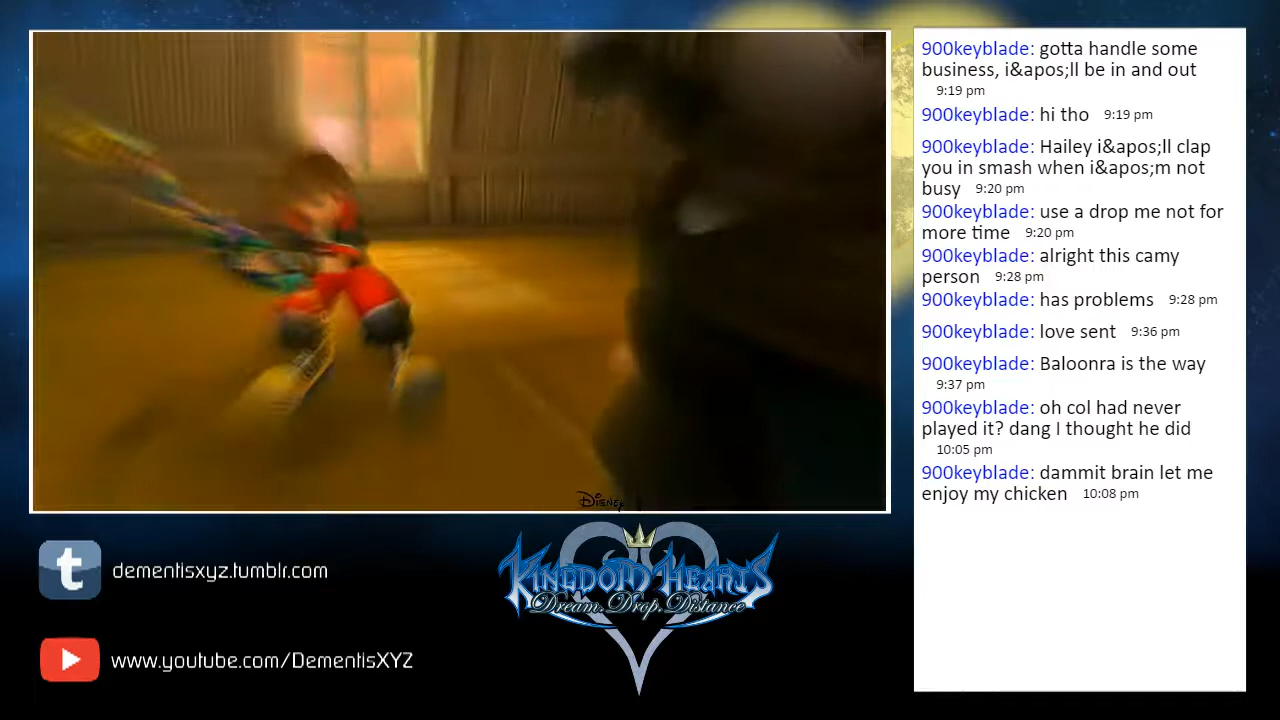 900keyblade: gotta handle some
business, i&apos;ll be in and out
9:19 pm
900keyblade: hi tho 9:19 pm
900keyblade: Hailey i&apos;ll clap
you in smash when i&apos;m not
busy 9:20 pm
900keyblade: use a drop me not for
more time 9:20 pm
900keyblade: alright this camy
person 9:28 pm
900keyblade: has problems 9:28 pm
900keyblade: love sent 9:36 pm
900keyblade: Baloonra is the way
9:37 pm
900keyblade: oh col had never
played it? dang I thought he did
10:05 pm
900keyblade: dammit brain let me
enjoy my chicken 10:08 pm
Disney
KINGDOM HEARTS
Dream.Drop.Distance
t dementisxyz.tumblr.com
www.youtube.com/DementisXYZ